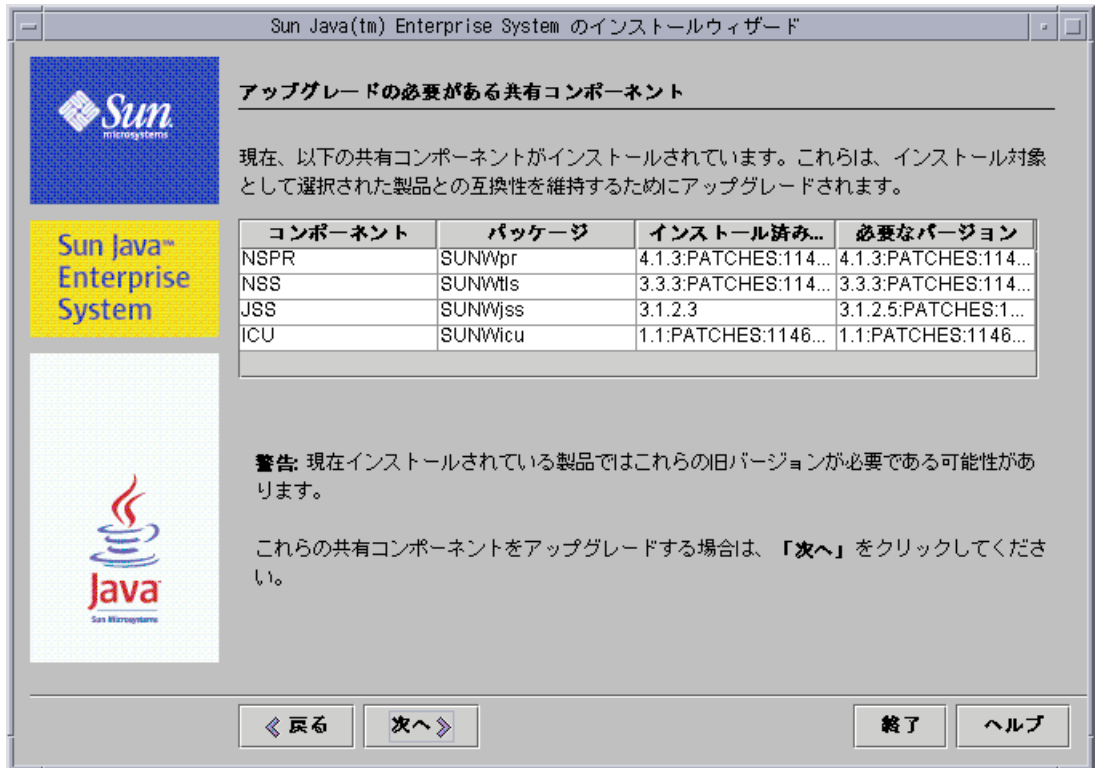 Sun Java(tm) Enterprise System のインストールウィザード
Sun
microsystems
Sun Java™
Enterprise
System
Java
Sun Microsystems
アップグレードの必要がある共有コンポーネント
現在、以下の共有コンポーネントがインストールされています。これらは、インストール対象
として選択された製品との互換性を維持するためにアップグレードされます。
コンポーネント パッケージ インストール済み... 必要なバージョン
NSPR SUNWpr 4.1.3:PATCHES:114... 4.1.3:PATCHES:114...
NSS SUNWtls 3.3.3:PATCHES:114... 3.3.3:PATCHES:114...
JSS SUNWjss 3.1.2.3 3.1.2.5:PATCHES:1...
ICU SUNWicu 1.1:PATCHES:1146... 1.1:PATCHES:1146...
警告: 現在インストールされている製品ではこれらの旧バージョンが必要である可能性があ
ります。
これらの共有コンポーネントをアップグレードする場合は、「次へ」をクリックしてくださ
い。
戻る 次へ 終了 ヘルプ